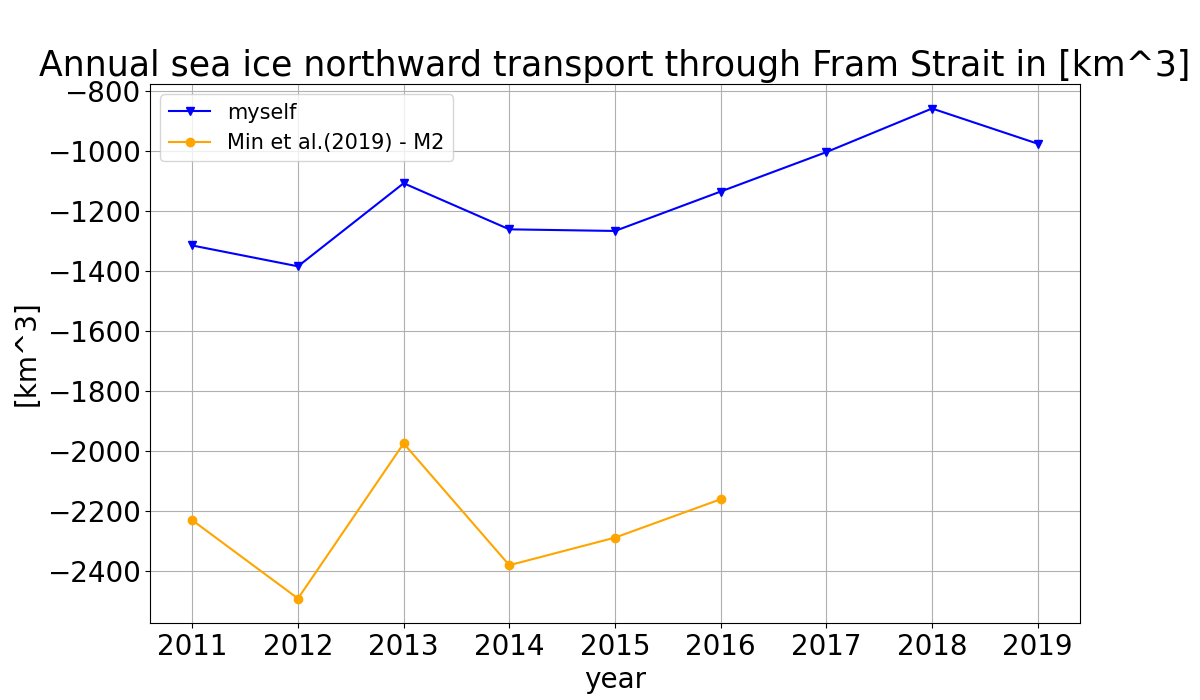 Annual sea ice northward transport through Fram Strait in [km^3]
myself
Min et al.(2019) - M2
[km^3]
−800
−1000
−1200
−1400
−1600
−1800
−2000
−2200
−2400
2011 2012 2013 2014 2015 2016 2017 2018 2019
year